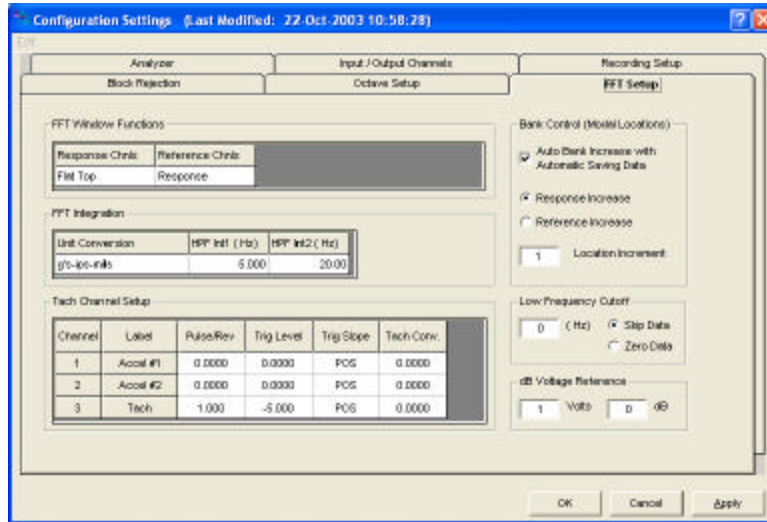 Configuration Settings (Last Modified: 22-Oct-2003 10:58:28)
Edit
Analyzer Input / Output Channels Recording Setup
Block Rejection Octave Setup FFT Setup
FFT Window Functions
Response Chnls Reference Chnls
Flat Top Response
FFT Integration
Unit Conversion HPF Int1 ( Hz) HPF Int2 ( Hz)
g's-ips-mils 5.000 20.00
Tach Channel Setup
Channel Label Pulse/Rev Trig Level Trig Slope Tach Conv.
1 Accel #1 0.0000 0.0000 POS 0.0000
2 Accel #2 0.0000 0.0000 POS 0.0000
3 Tach 1.000 -5.000 POS 0.0000
Bank Control (Modal Locations)
Auto Bank Increase with
Automatic Saving Data
Response Increase
Reference Increase
1 Location Increment
Low Frequency Cutoff
0 ( Hz) Skip Data
Zero Data
dB Voltage Reference
1 Volts 0 dB
OK Cancel Apply